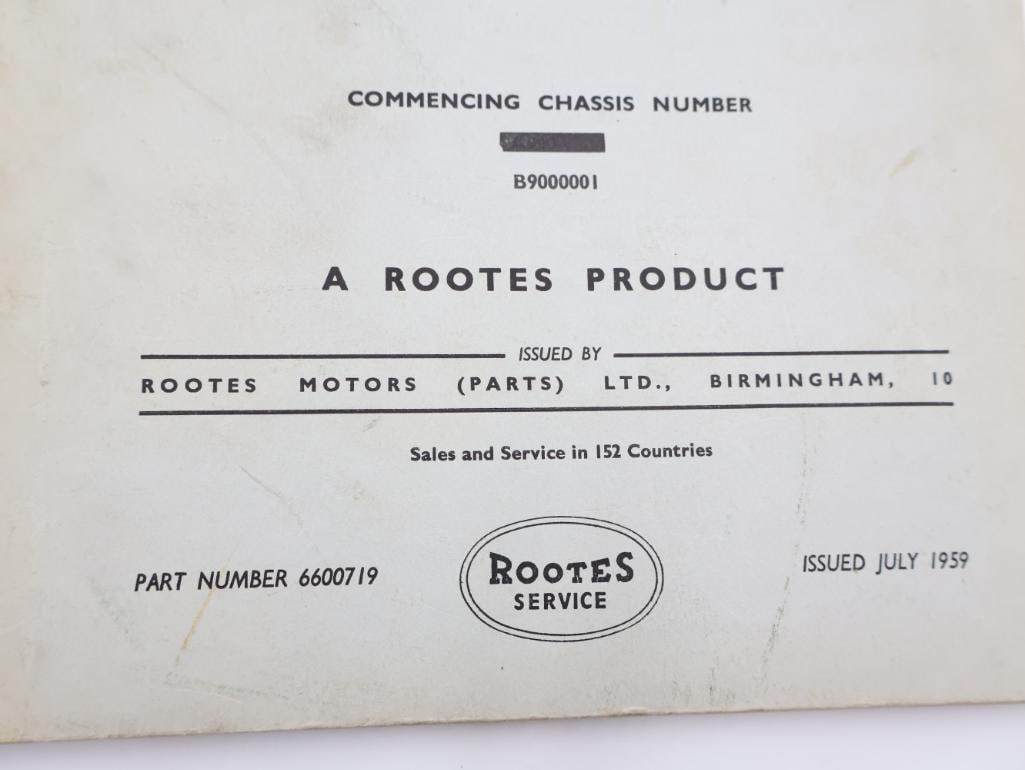 COMMENCING CHASSIS NUMBER
B9000001
A ROOTES PRODUCT
ISSUED BY
ROOTES MOTORS (PARTS) LTD., BIRMINGHAM, 10
Sales and Service in 152 Countries
PART NUMBER 6600719
ROOTES
SERVICE
ISSUED JULY 1959